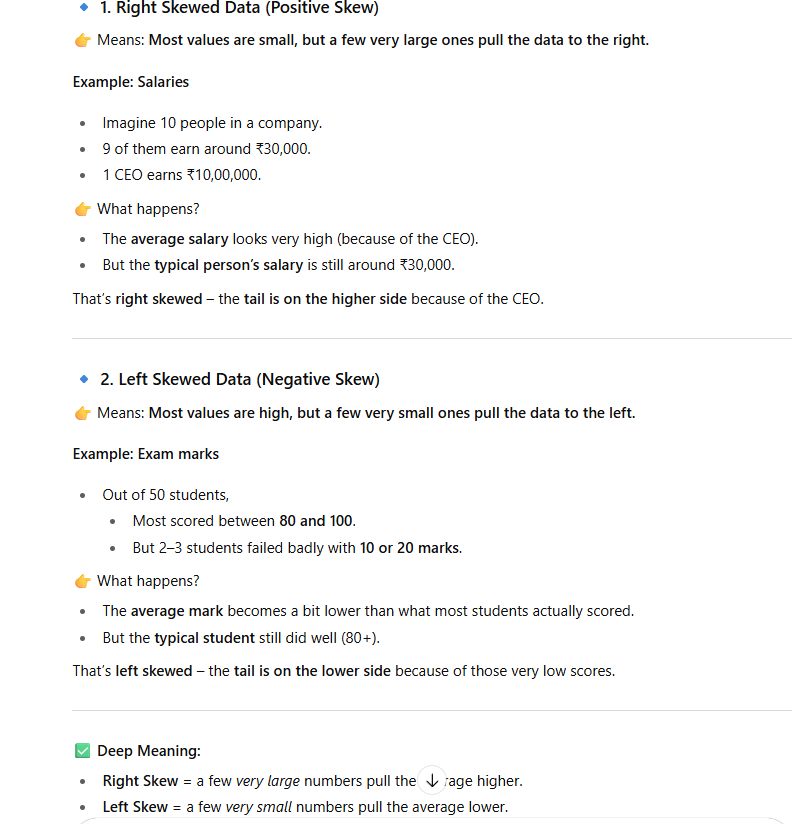 1. Right Skewed Data (Positive Skew)
Means: Most values are small, but a few very large ones pull the data to the right.
Example: Salaries
Imagine 10 people in a company.
9 of them earn around ₹30,000.
1 CEO earns ₹10,00,000.
What happens?
The average salary looks very high (because of the CEO).
But the typical person’s salary is still around ₹30,000.
That’s right skewed – the tail is on the higher side because of the CEO.
2. Left Skewed Data (Negative Skew)
Means: Most values are high, but a few very small ones pull the data to the left.
Example: Exam marks
Out of 50 students,
Most scored between 80 and 100.
But 2–3 students failed badly with 10 or 20 marks.
What happens?
The average mark becomes a bit lower than what most students actually scored.
But the typical student still did well (80+).
That’s left skewed – the tail is on the lower side because of those very low scores.
Deep Meaning:
Right Skew = a few very large numbers pull the rage higher.
Left Skew = a few very small numbers pull the average lower.